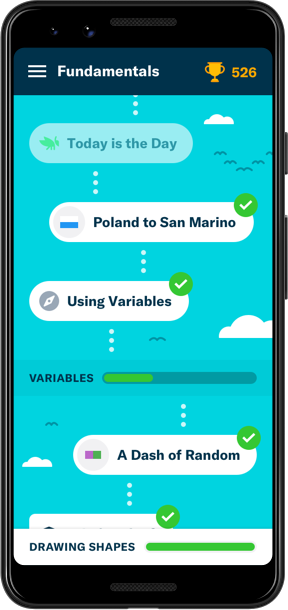 Fundamentals
526
Today is the Day
Poland to San Marino
Using Variables
VARIABLES
A Dash of Random
DRAWING SHAPES